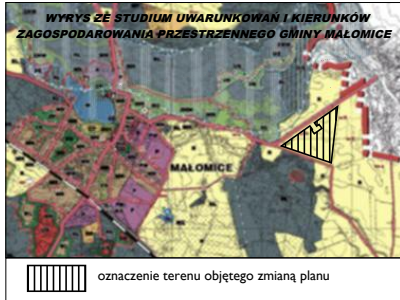 WYRYS ZE STUDIUM UWARUNKOWAŃ I KIERUNKÓW
ZAGOSPODAROWANIA PRZESTRZENNEGO GMINY MAŁOMICE
MAŁOMICE
oznaczenie terenu objętego zmianą planu